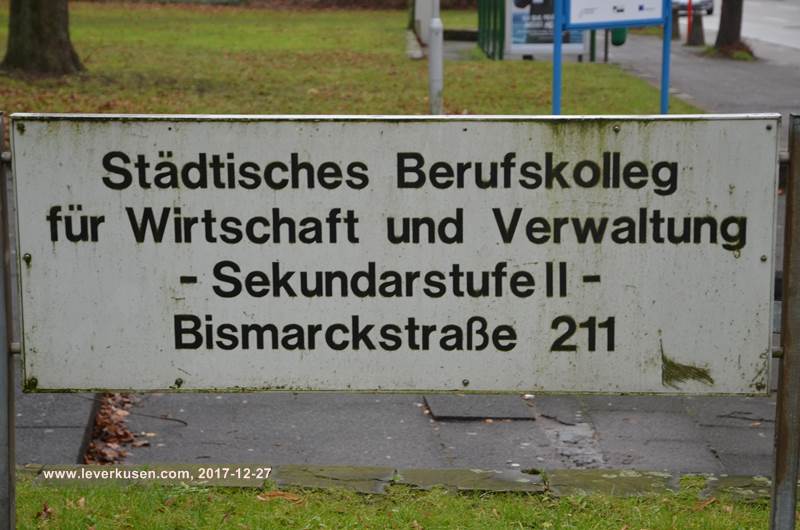 Städtisches Berufskolleg
für Wirtschaft und Verwaltung
- Sekundarstufe II -
Bismarckstraße 211
www.leverkusen.com, 2017-12-27